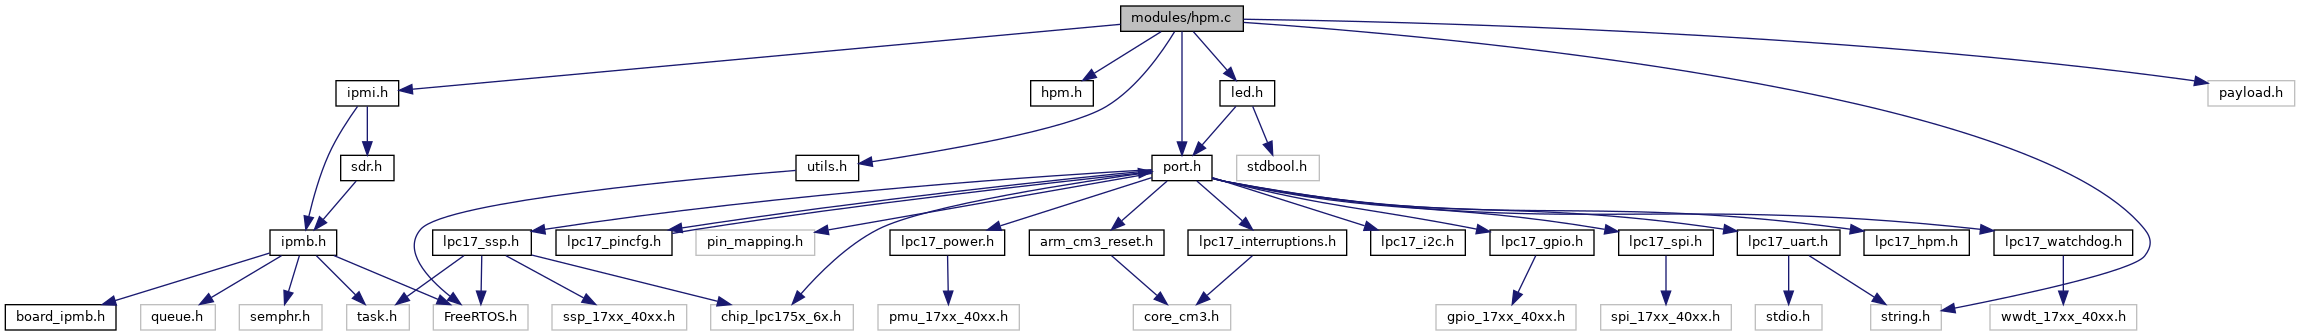 modules/hpm.c
ipmi.h
hpm.h
led.h
payload.h
sdr.h
utils.h
port.h
stdbool.h
ipmb.h
lpc17_ssp.h
lpc17_pincfg.h
pin_mapping.h
lpc17_power.h
arm_cm3_reset.h
lpc17_interruptions.h
lpc17_i2c.h
lpc17_gpio.h
lpc17_spi.h
lpc17_uart.h
lpc17_hpm.h
lpc17_watchdog.h
board_ipmb.h
queue.h
semphr.h
task.h
FreeRTOS.h
ssp_17xx_40xx.h
chip_lpc175x_6x.h
pmu_17xx_40xx.h
core_cm3.h
gpio_17xx_40xx.h
spi_17xx_40xx.h
stdio.h
string.h
wwdt_17xx_40xx.h